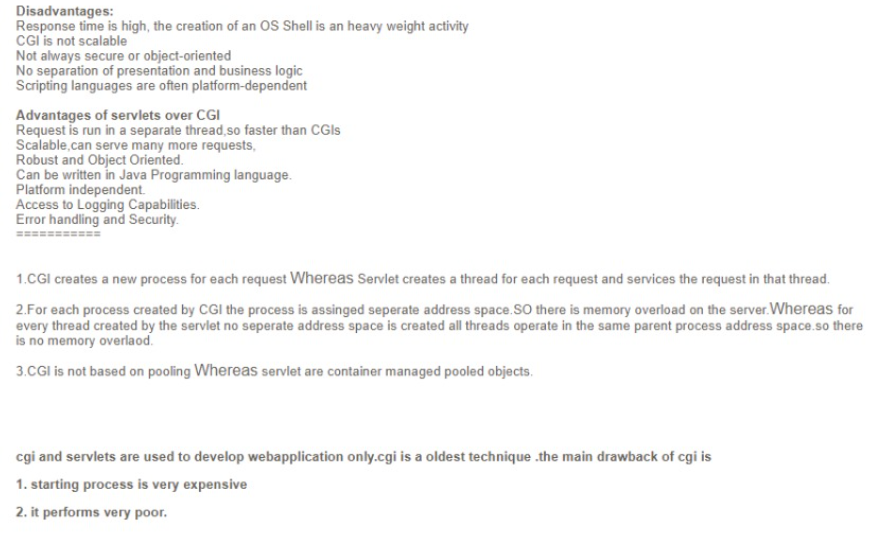 Disadvantages:
Response time is high, the creation of an OS Shell is an heavy weight activity
CGI is not scalable
Not always secure or object-oriented
No separation of presentation and business logic
Scripting languages are often platform-dependent
Advantages of servlets over CGI
Request is run in a separate thread,so faster than CGIs
Scalable,can serve many more requests,
Robust and Object Oriented.
Can be written in Java Programming language.
Platform independent.
Access to Logging Capabilities.
Error handling and Security.
===========
1.CGI creates a new process for each request Whereas Servlet creates a thread for each request and services the request in that thread.
2.For each process created by CGI the process is assinged seperate address space.SO there is memory overload on the server.Whereas for
every thread created by the servlet no seperate address space is created all threads operate in the same parent process address space.so there
is no memory overlaod.
3.CGI is not based on pooling Whereas servlet are container managed pooled objects.
cgi and servlets are used to develop webapplication only.cgi is a oldest technique .the main drawback of cgi is
1. starting process is very expensive
2. it performs very poor.